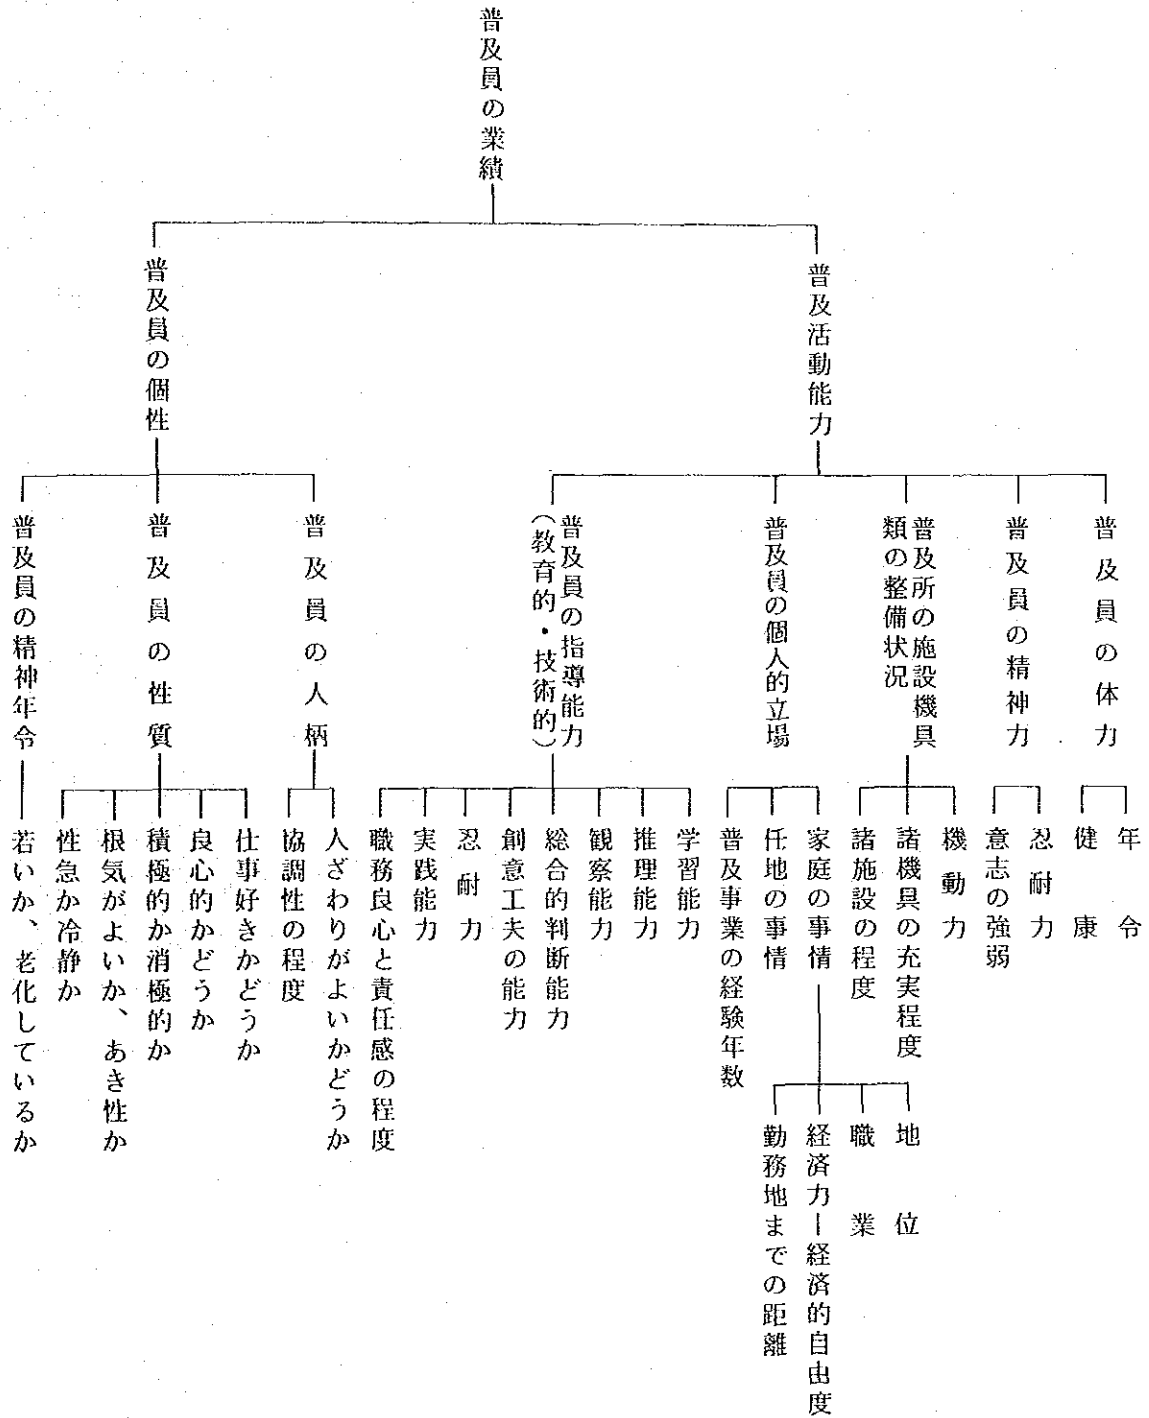 普及員の業績
普及活動能力
普及員の体力
年令
健康
普及員の精神力
忍耐力
意志の強弱
普及所の施設機具
類の整備状況
機動力
諸機具の充実程度
諸施設の程度
普及員の個人的立場
家庭の事情
地位
職業
経済力ー経済的自由度
勤務地までの距離
任地の事情
普及事業の経験年数
普及員の指導能力
(教育的・技術的)
学習能力
推理能力
観察能力
総合的判断能力
創意工夫の能力
忍耐力
実践能力
職務良心と責任感の程度
普及員の個性
普及員の人柄
人ざわりがよいかどうか
協調性の程度
普及員の性質
仕事好きかどうか
良心的かどうか
積極的か消極的か
根気がよいか、あき性か
性急か冷静か
普及員の精神年令
若いか、老化しているか